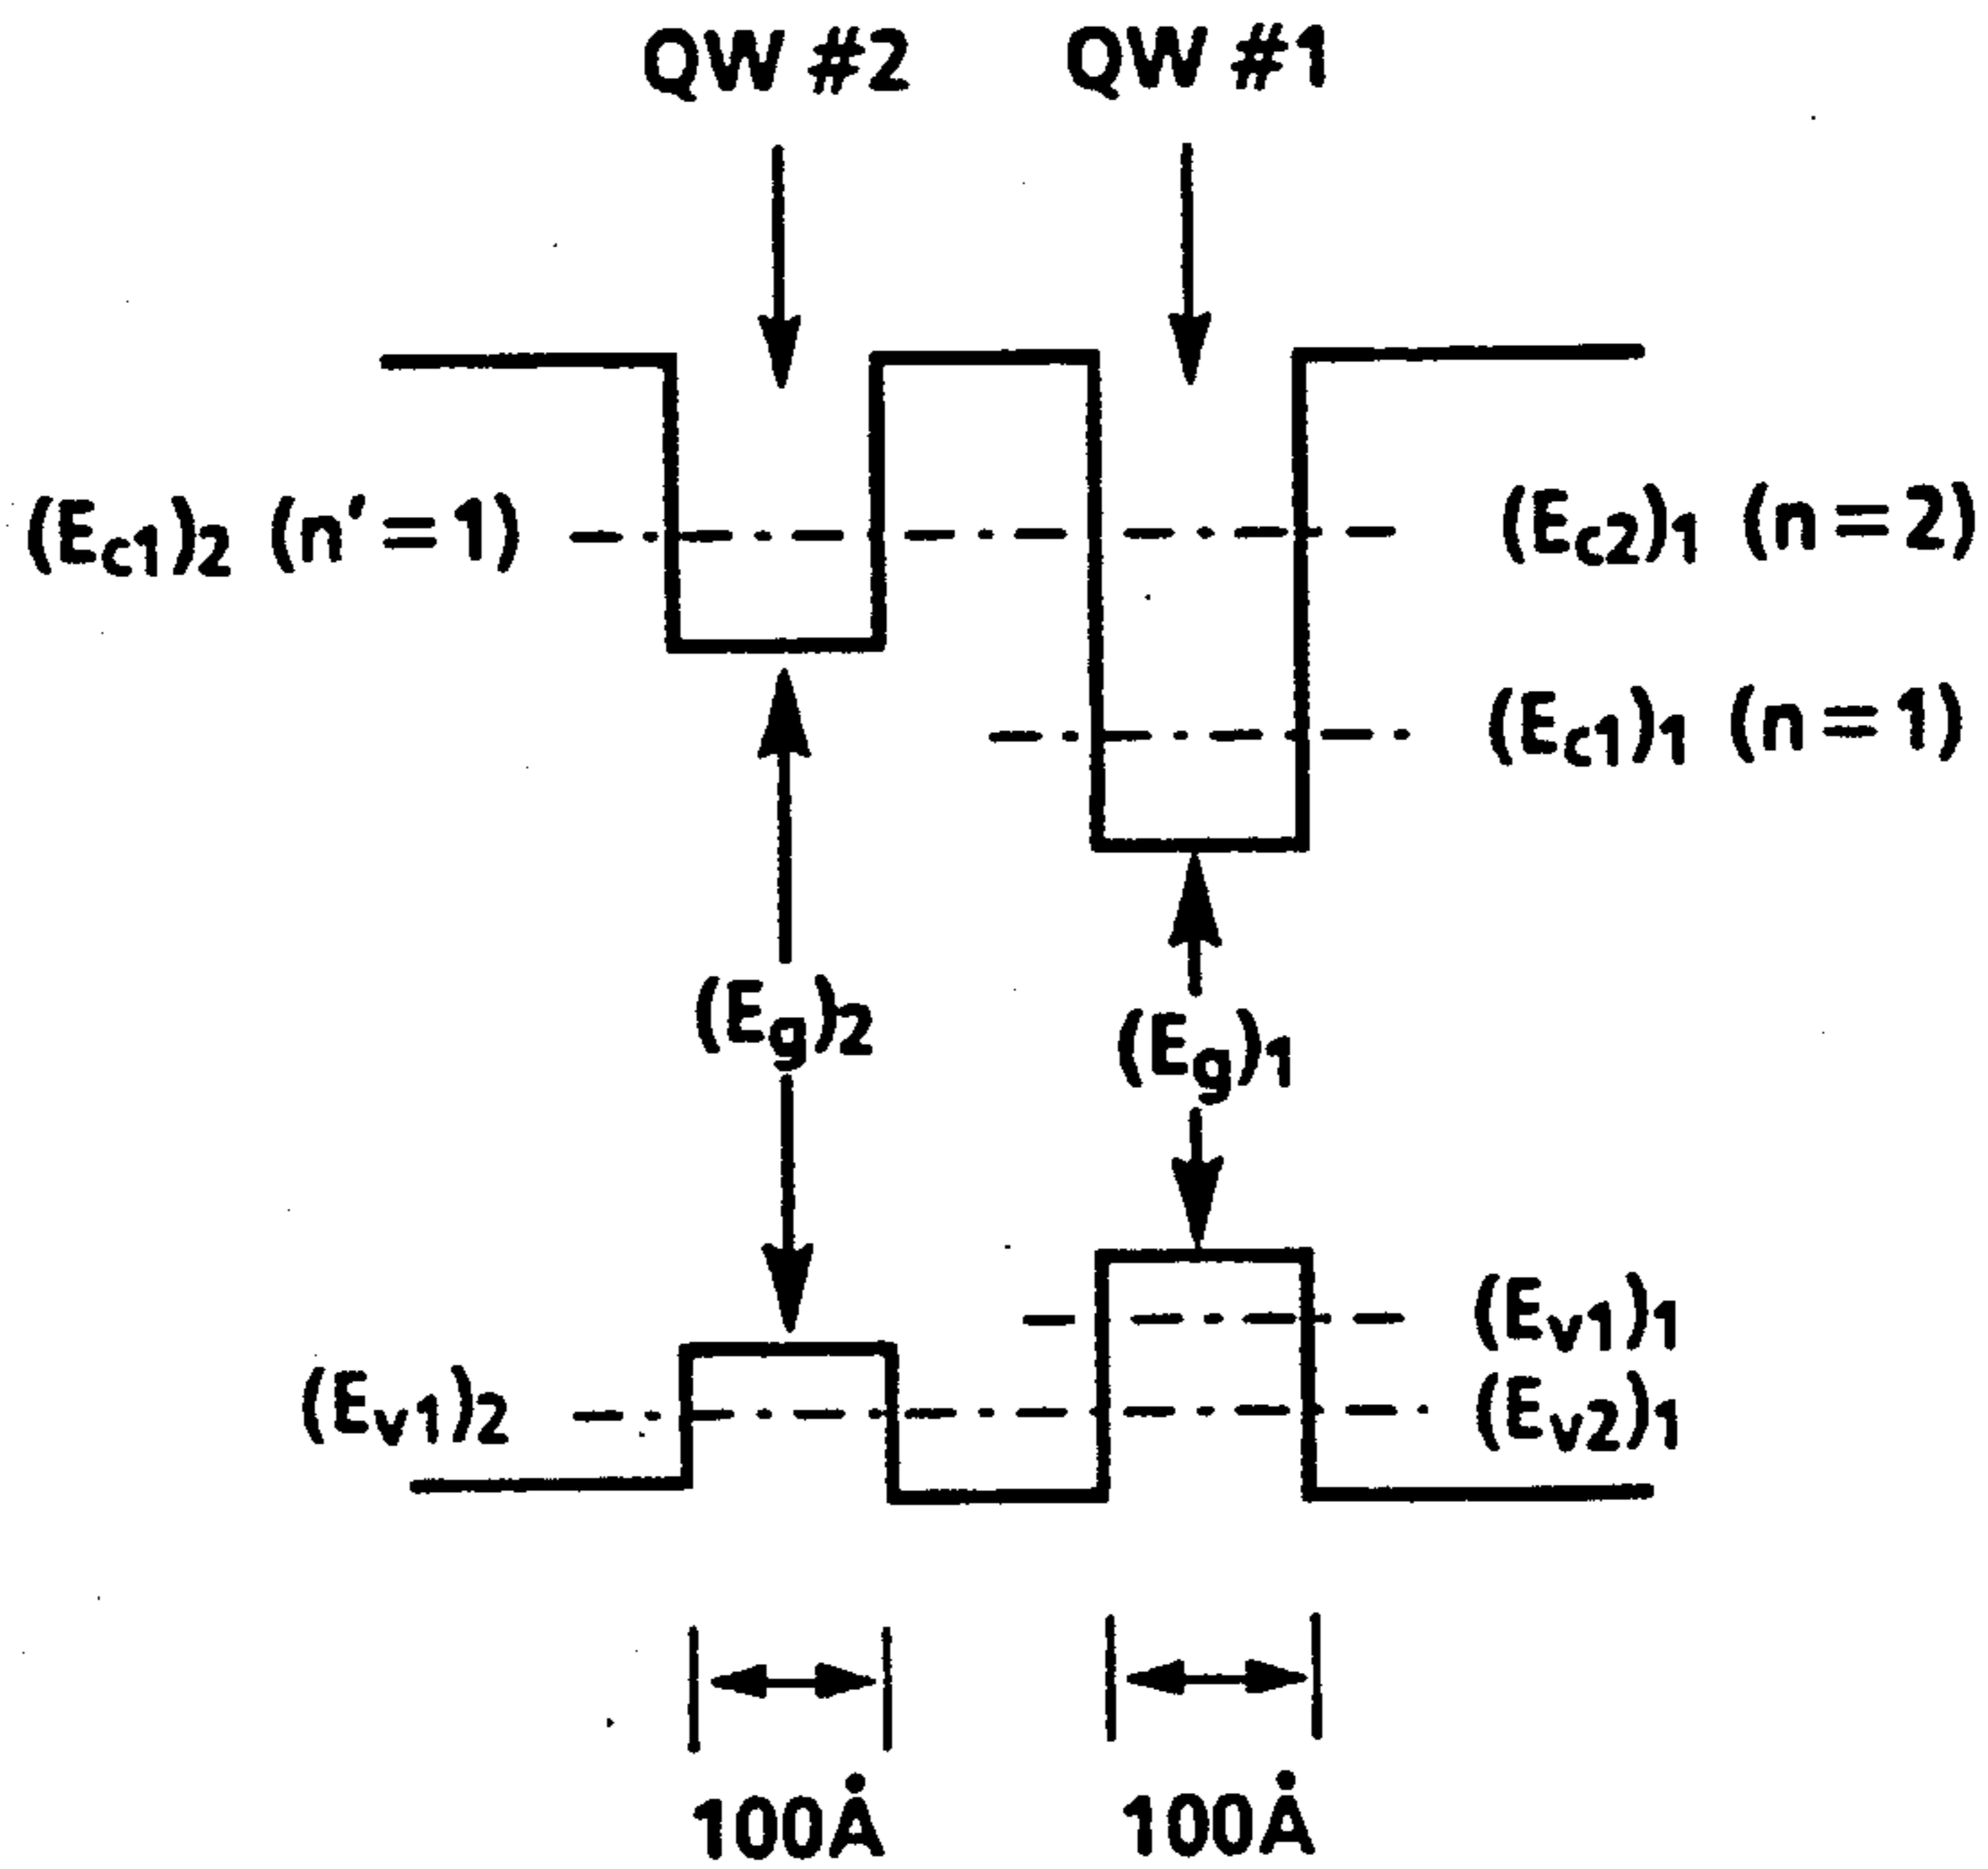 QW #2 QW #1
(Ec1)2 (n' = 1) (Ec2)1 (n = 2)
(Ec1)1 (n = 1)
(Eg)2
(Eg)1
(Ev1)1
(Ev1)2 (Ev2)1
100Å 100Å